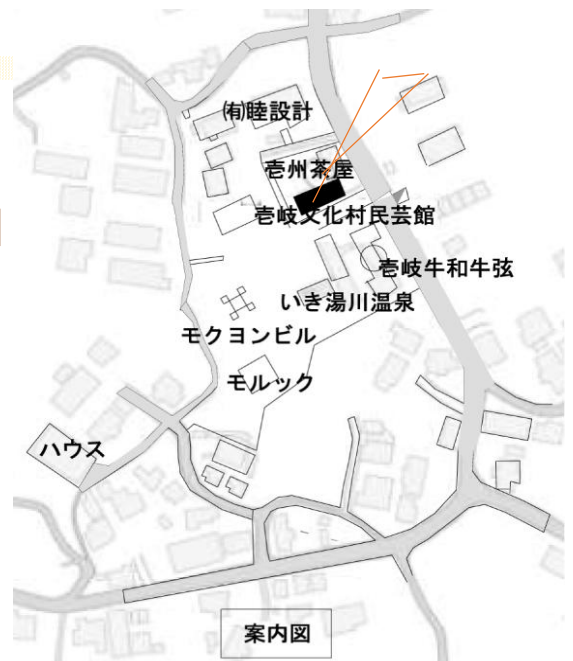 ㈲睦設計
壱州茶屋
壱岐文化村民芸館
壱岐牛和牛弦
いき湯川温泉
モクヨンビル
モルック
ハウス
案内図